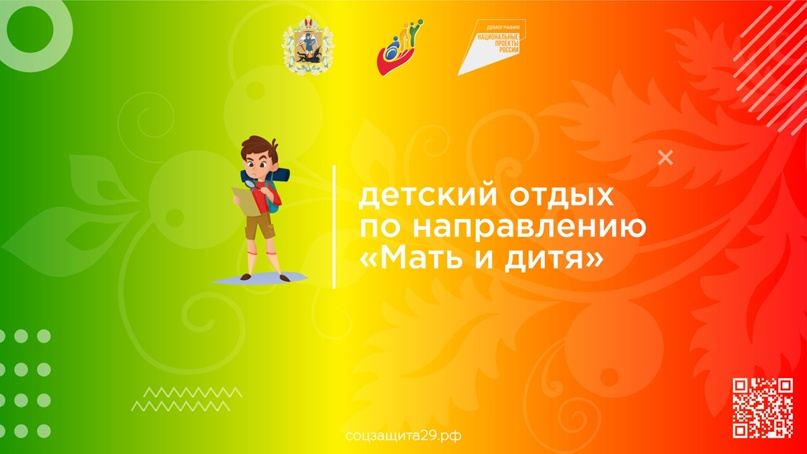 ДЕМОГРАФИЯ
НАЦИОНАЛЬНЫЕ
ПРОЕКТЫ
РОССИИ
детский отдых
по направлению
«Мать и дитя»
соцзащита29.рф